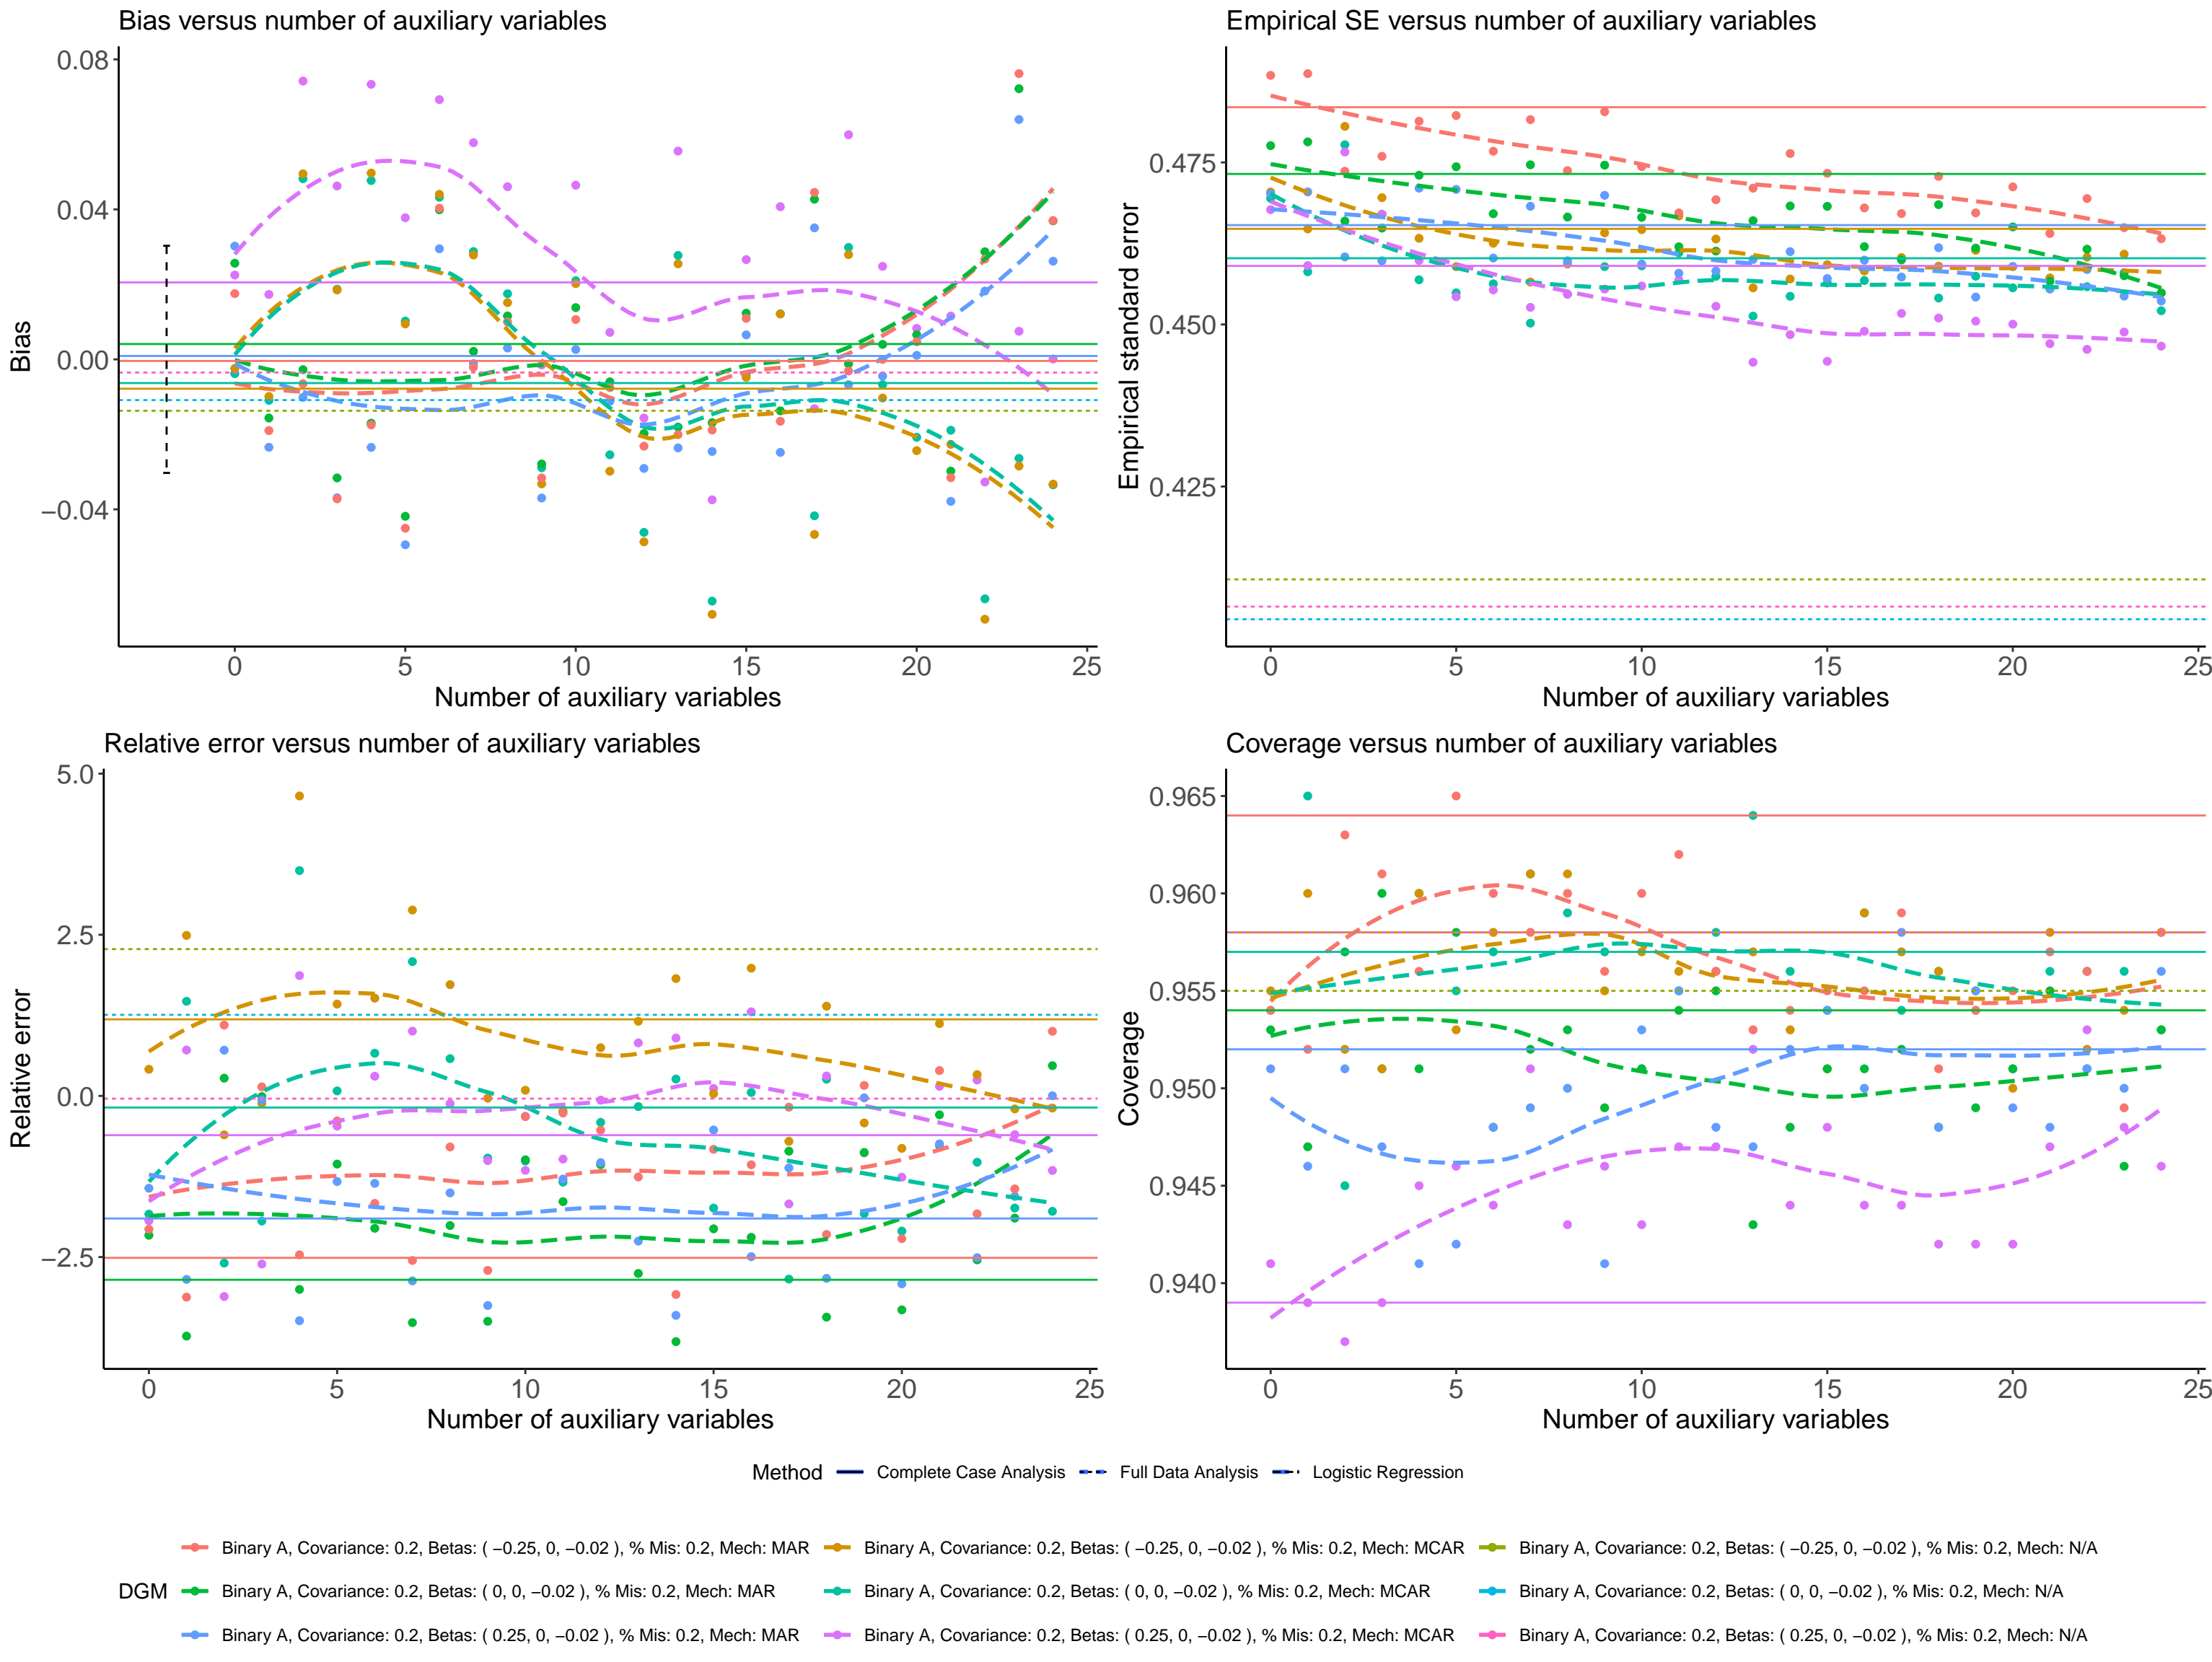 Bias versus number of auxiliary variables
0.08
0.04
0.00
−0.04
Bias
0 5 10 15 20 25
Number of auxiliary variables
Empirical SE versus number of auxiliary variables
0.475
0.450
0.425
Empirical standard error
0 5 10 15 20 25
Number of auxiliary variables
Relative error versus number of auxiliary variables
5.0
2.5
0.0
−2.5
Relative error
0 5 10 15 20 25
Number of auxiliary variables
Coverage versus number of auxiliary variables
0.965
0.960
0.955
0.950
0.945
0.940
Coverage
0 5 10 15 20 25
Number of auxiliary variables
Method Complete Case Analysis Full Data Analysis Logistic Regression
Binary A, Covariance: 0.2, Betas: ( −0.25, 0, −0.02 ), % Mis: 0.2, Mech: MAR Binary A, Covariance: 0.2, Betas: ( −0.25, 0, −0.02 ), % Mis: 0.2, Mech: MCAR Binary A, Covariance: 0.2, Betas: ( −0.25, 0, −0.02 ), % Mis: 0.2, Mech: N/A
DGM Binary A, Covariance: 0.2, Betas: ( 0, 0, −0.02 ), % Mis: 0.2, Mech: MAR Binary A, Covariance: 0.2, Betas: ( 0, 0, −0.02 ), % Mis: 0.2, Mech: MCAR Binary A, Covariance: 0.2, Betas: ( 0, 0, −0.02 ), % Mis: 0.2, Mech: N/A
Binary A, Covariance: 0.2, Betas: ( 0.25, 0, −0.02 ), % Mis: 0.2, Mech: MAR Binary A, Covariance: 0.2, Betas: ( 0.25, 0, −0.02 ), % Mis: 0.2, Mech: MCAR Binary A, Covariance: 0.2, Betas: ( 0.25, 0, −0.02 ), % Mis: 0.2, Mech: N/A